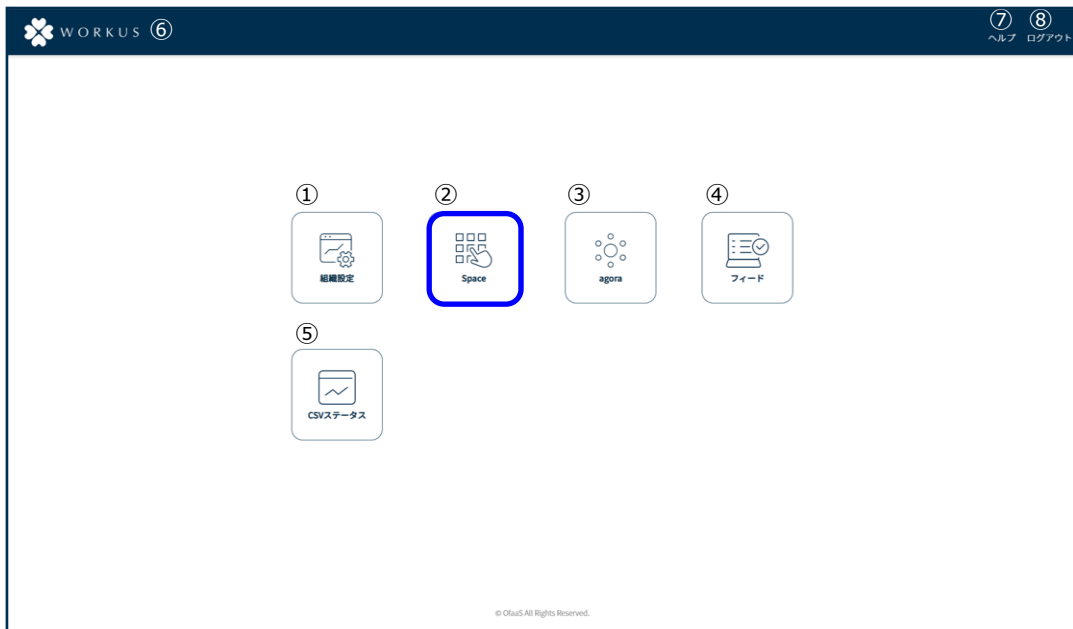 WORKUS ⑥
⑦ ⑧
ヘルプ ログアウト
① ② ③ ④
組織設定 Space agora フィード
⑤
CSVステータス
© OfaaS All Rights Reserved.